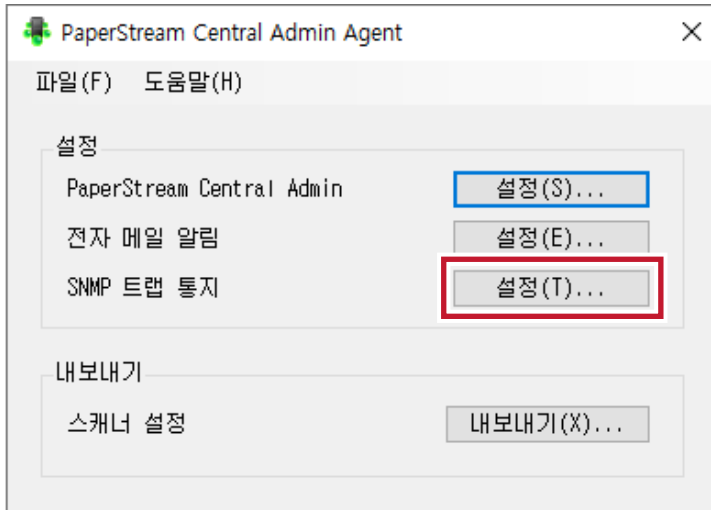 PaperStream Central Admin Agent
파일(F) 도움말(H)
설정
PaperStream Central Admin 설정(S)...
전자 메일 알림 설정(E)...
SNMP 트랩 통지 설정(T)...
내보내기
스캐너 설정 내보내기(X)...